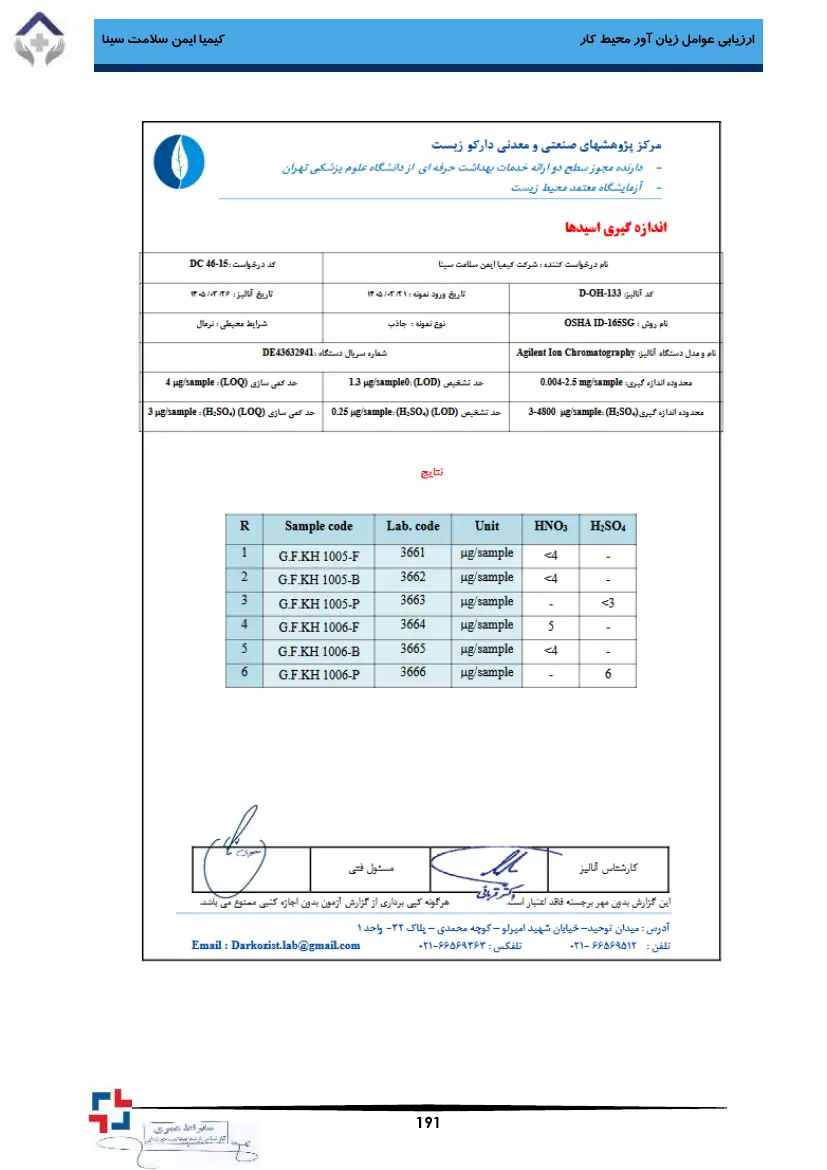 ارزیابی عوامل زیان آور محیط کار
کیمیا ایمن سلامت سینا
مرکز پژوهشهای صنعتی و معدنی دارکو زیست
- دارنده مجوز سطح دو ارائه خدمات بهداشت حرفه ای از دانشگاه علوم پزشکی تهران
- آزمایشگاه معتمد محیط زیست
اندازه گیری اسیدها
نام درخواست کننده : شرکت کیمیا ایمن سلامت سینا
کد درخواست :DC 46-15
کد آنالیز: D-OH-133
تاریخ ورود نمونه : ۱۴۰۵/۰۳/۲۱
تاریخ آنالیز : ۱۴۰۵/۰۳/۲۶
نام روش : OSHA ID-165SG
نوع نمونه : جاذب
شرایط محیطی : نرمال
نام و مدل دستگاه آنالیز: Agilent Ion Chromatography
شماره سریال دستگاه :DE43632941
محدوده اندازه گیری: 0.004-2.5 mg/sample
حد تشخیص (LOD) :1.3 µg/sample0
حد کمی سازی (LOQ) : 4 µg/sample
محدوده اندازه گیری(H₂SO₄) :3-4800 µg/sample
حد تشخیص (LOD) (H₂SO₄) :0.25 µg/sample
حد کمی سازی (LOQ) (H₂SO₄) : 3 µg/sample
نتایج
R Sample code Lab. code Unit HNO₃ H₂SO₄
1 G.F.KH 1005-F 3661 µg/sample <4 -
2 G.F.KH 1005-B 3662 µg/sample <4 -
3 G.F.KH 1005-P 3663 µg/sample - <3
4 G.F.KH 1006-F 3664 µg/sample 5 -
5 G.F.KH 1006-B 3665 µg/sample <4 -
6 G.F.KH 1006-P 3666 µg/sample - 6
کارشناس آنالیز
مسئول فنی
این گزارش بدون مهر برجسته فاقد اعتبار است.
هرگونه کپی برداری از گزارش آزمون بدون اجازه کتبی ممنوع می باشد.
آدرس : میدان توحید– خیابان شهید امیرلو – کوچه محمدی – پلاک ۳۲- واحد ۱
تلفن : ۶۶۵۶۹۵۱۲ -۰۲۱ تلفکس : ۶۶۵۶۹۳۶۳-۰۲۱ Email : Darkozist.lab@gmail.com
191